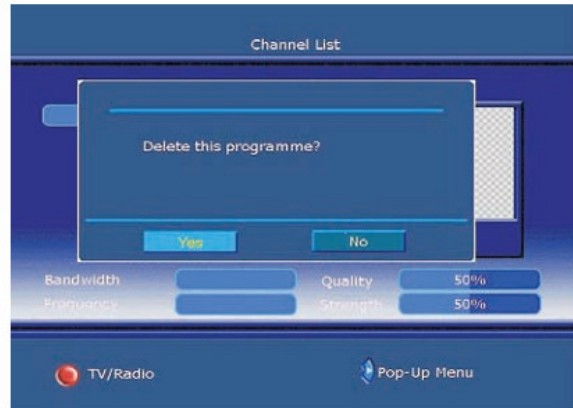 Channel List
Delete this programme?
Yes No
Bandwidth Quality 50%
Frequency Strength 50%
TV/Radio Pop-Up Menu